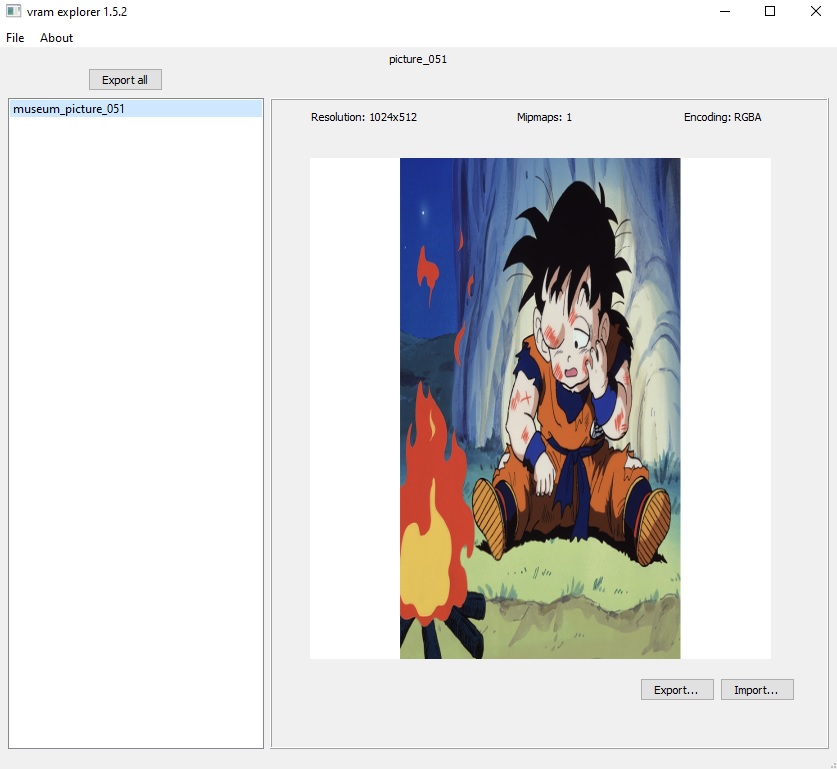 vram explorer 1.5.2
File About
picture_051
Export all
museum_picture_051
Resolution: 1024x512 Mipmaps: 1 Encoding: RGBA
Export... Import...